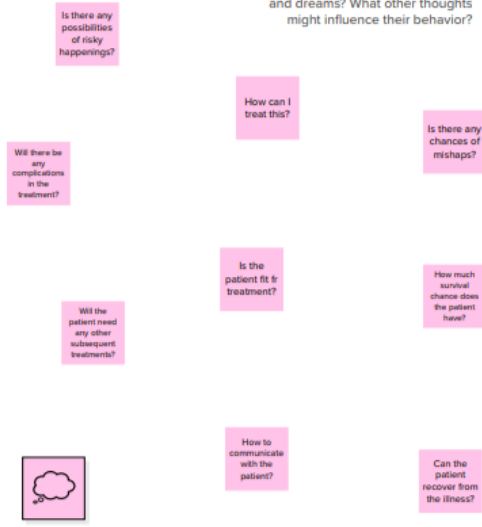 and dreams? What other thoughts
might influence their behavior?
Is there any
possibilities
of risky
happenings?
How can I
treat this?
Is there any
chances of
mishaps?
Will there be
any
complications
in the
treatment?
Is the
patient fit fr
treatment?
How much
survival
chance does
the patient
have?
Will the
patient need
any other
subsequent
treatments?
How to
communicate
with the
patient?
Can the
patient
recover from
the illness?